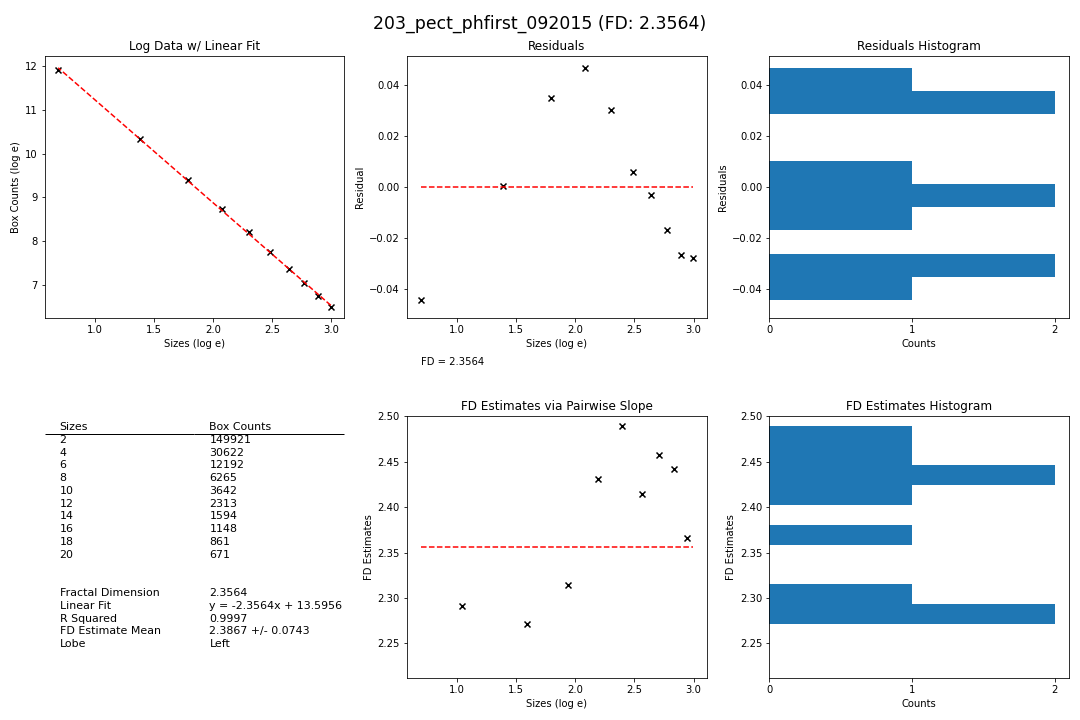 203_pect_phfirst_092015 (FD: 2.3564)
Log Data w/ Linear Fit
12
11
10
9
8
7
Box Counts (log e)
1.0 1.5 2.0 2.5 3.0
Sizes (log e)
Residuals
0.04
0.02
0.00
−0.02
−0.04
Residual
1.0 1.5 2.0 2.5 3.0
Sizes (log e)
FD = 2.3564
Residuals Histogram
0.04
0.02
0.00
−0.02
−0.04
Residuals
0 1 2
Counts
Sizes Box Counts
2 149921
4 30622
6 12192
8 6265
10 3642
12 2313
14 1594
16 1148
18 861
20 671
Fractal Dimension 2.3564
Linear Fit y = -2.3564x + 13.5956
R Squared 0.9997
FD Estimate Mean 2.3867 +/- 0.0743
Lobe Left
FD Estimates via Pairwise Slope
2.50
2.45
2.40
2.35
2.30
2.25
FD Estimates
1.0 1.5 2.0 2.5 3.0
Sizes (log e)
FD Estimates Histogram
2.50
2.45
2.40
2.35
2.30
2.25
FD Estimates
0 1 2
Counts